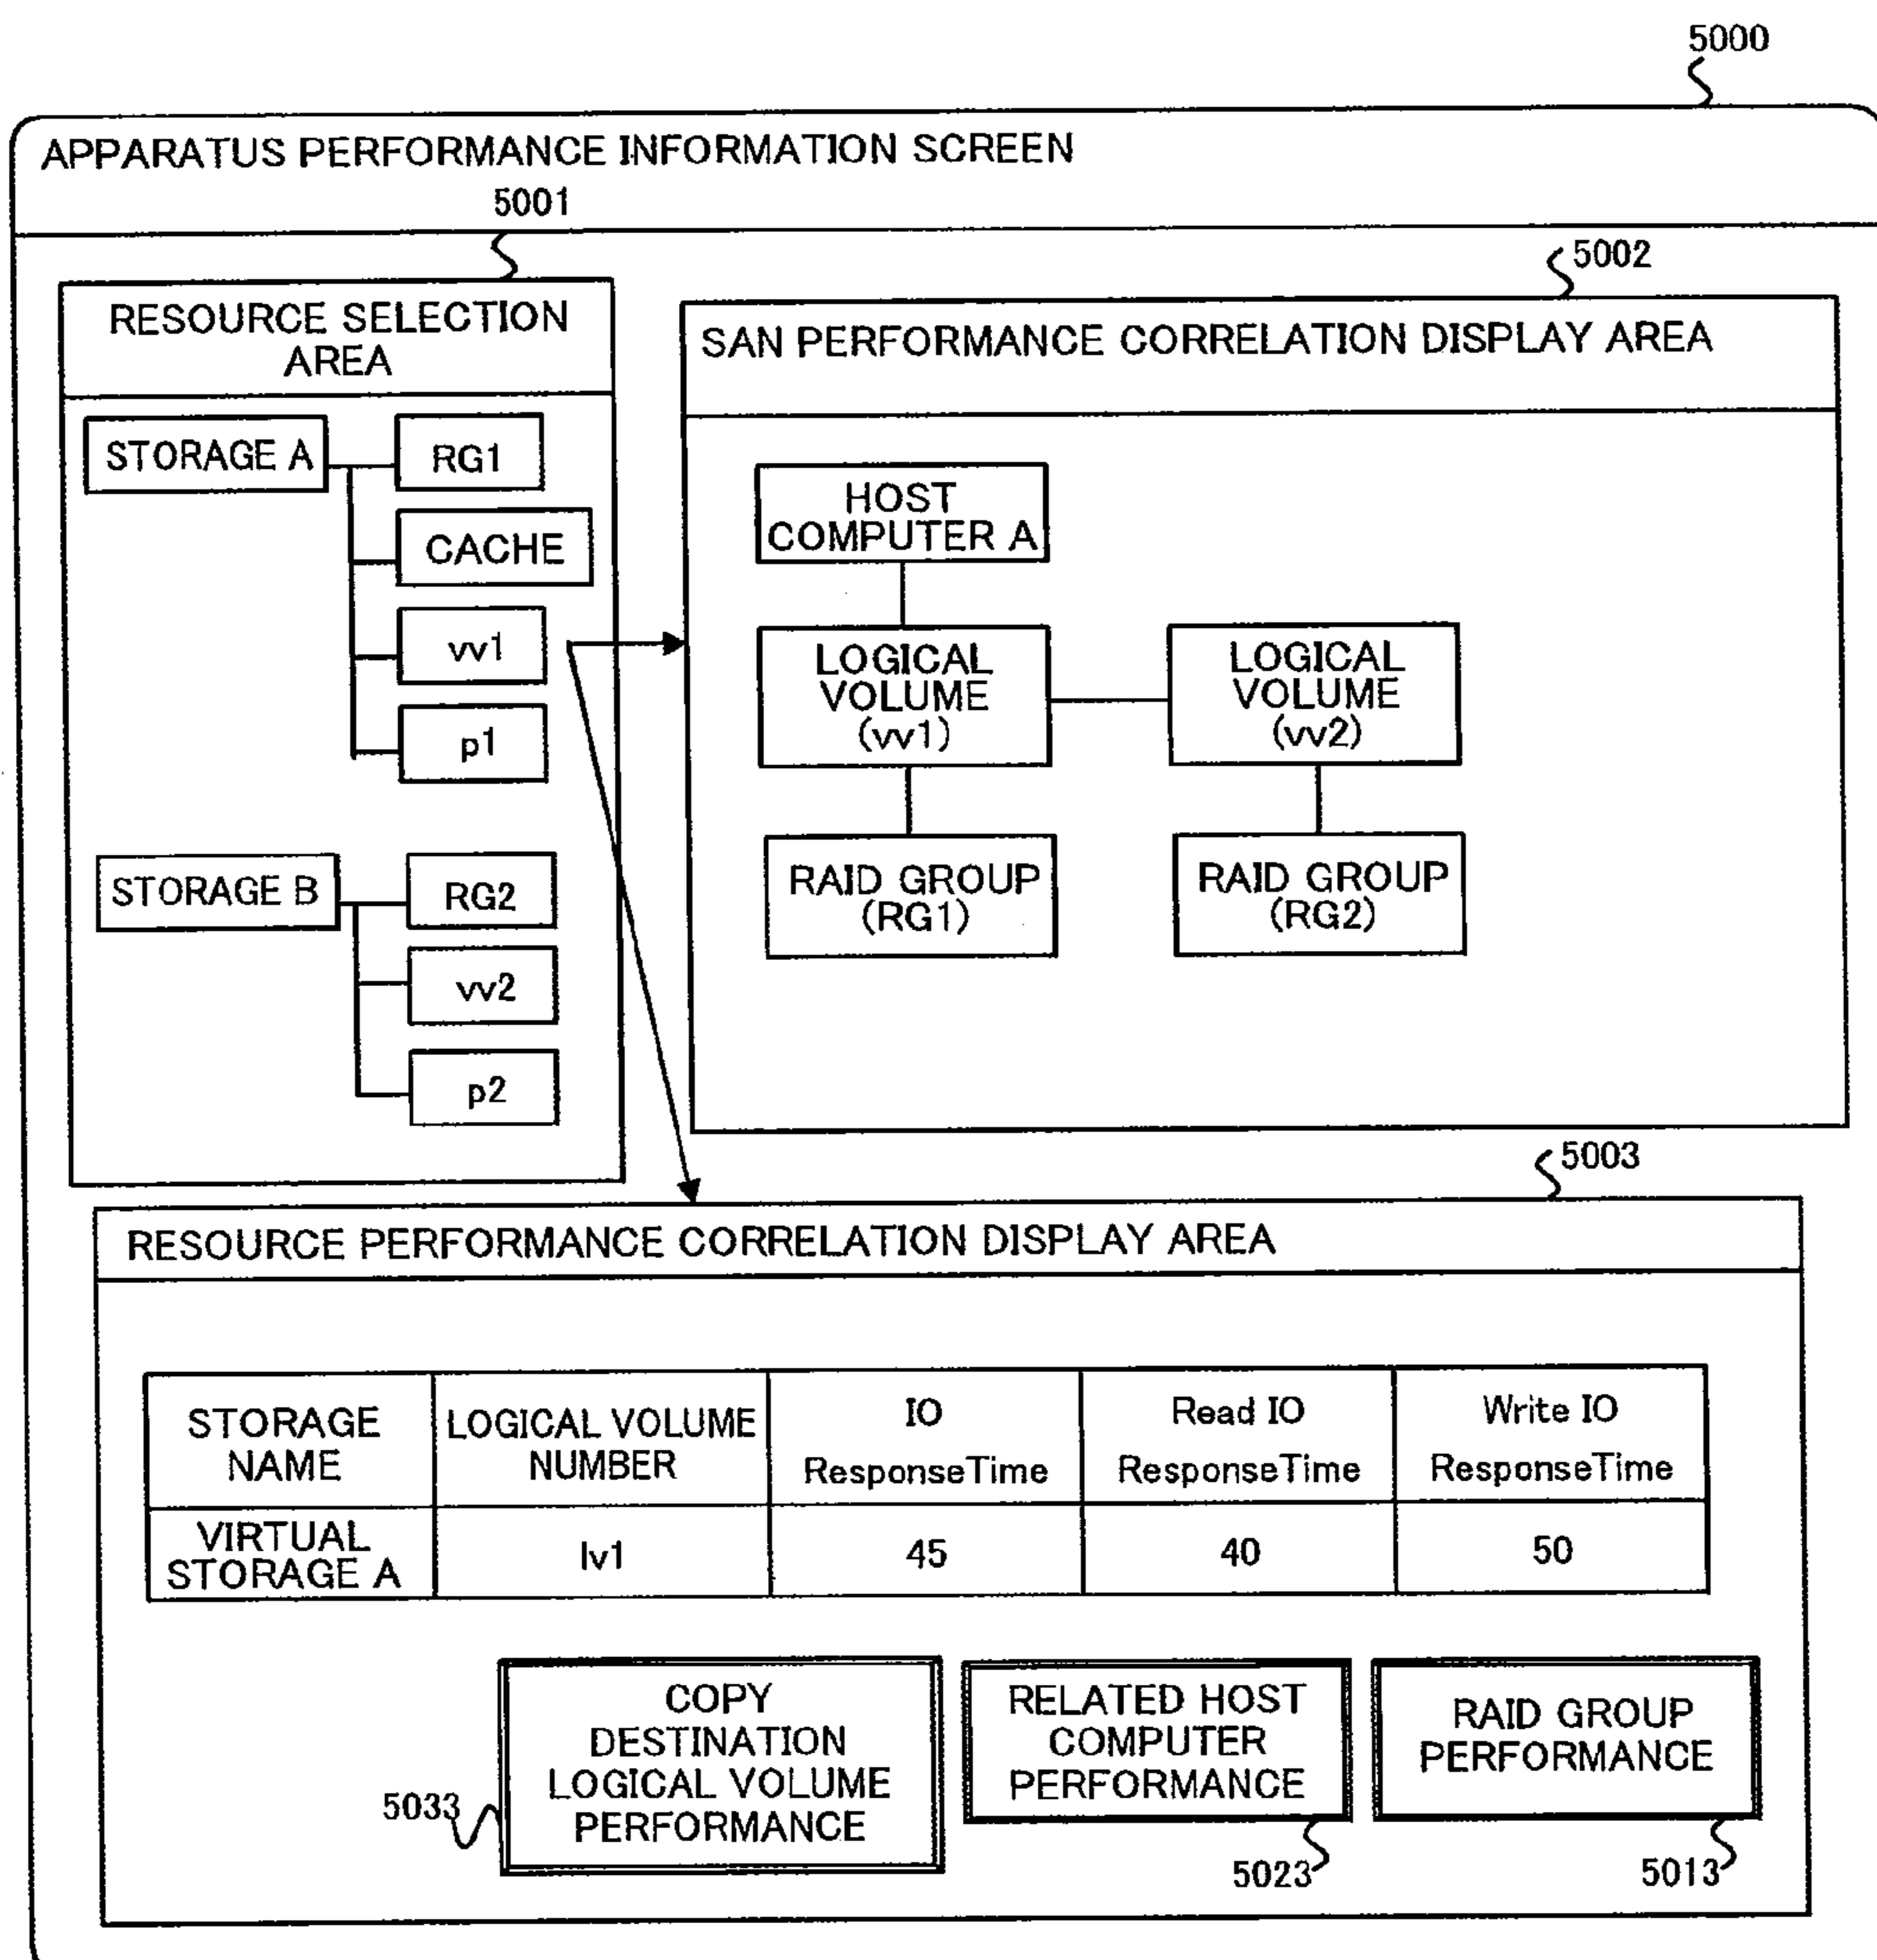 5000
APPARATUS PERFORMANCE INFORMATION SCREEN
5001
RESOURCE SELECTION
AREA
STORAGE A
RG1
CACHE
vv1
p1
STORAGE B
RG2
vv2
p2
5002
SAN PERFORMANCE CORRELATION DISPLAY AREA
HOST
COMPUTER A
LOGICAL
VOLUME
(vv1)
LOGICAL
VOLUME
(vv2)
RAID GROUP
(RG1)
RAID GROUP
(RG2)
5003
RESOURCE PERFORMANCE CORRELATION DISPLAY AREA
STORAGE
NAME
LOGICAL VOLUME
NUMBER
IO
ResponseTime
Read IO
ResponseTime
Write IO
ResponseTime
VIRTUAL
STORAGE A
lv1
45
40
50
COPY
DESTINATION
LOGICAL VOLUME
PERFORMANCE
5033
RELATED HOST
COMPUTER
PERFORMANCE
5023
RAID GROUP
PERFORMANCE
5013